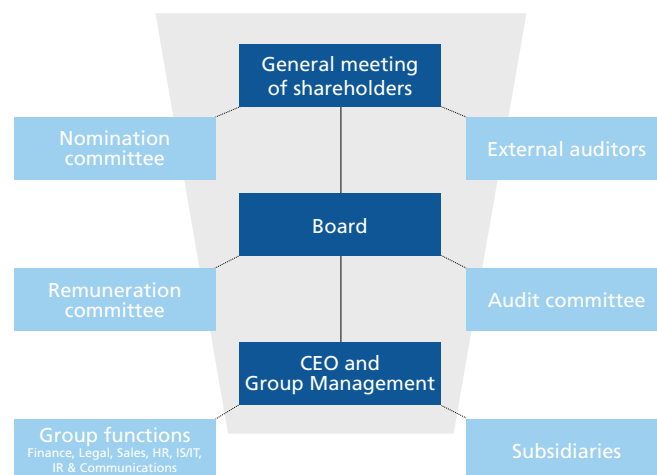 General meeting
of shareholders
Nomination
committee
External auditors
Board
Remuneration
committee
Audit committee
CEO and
Group Management
Group functions
Finance, Legal, Sales, HR, IS/IT,
IR & Communications
Subsidiaries